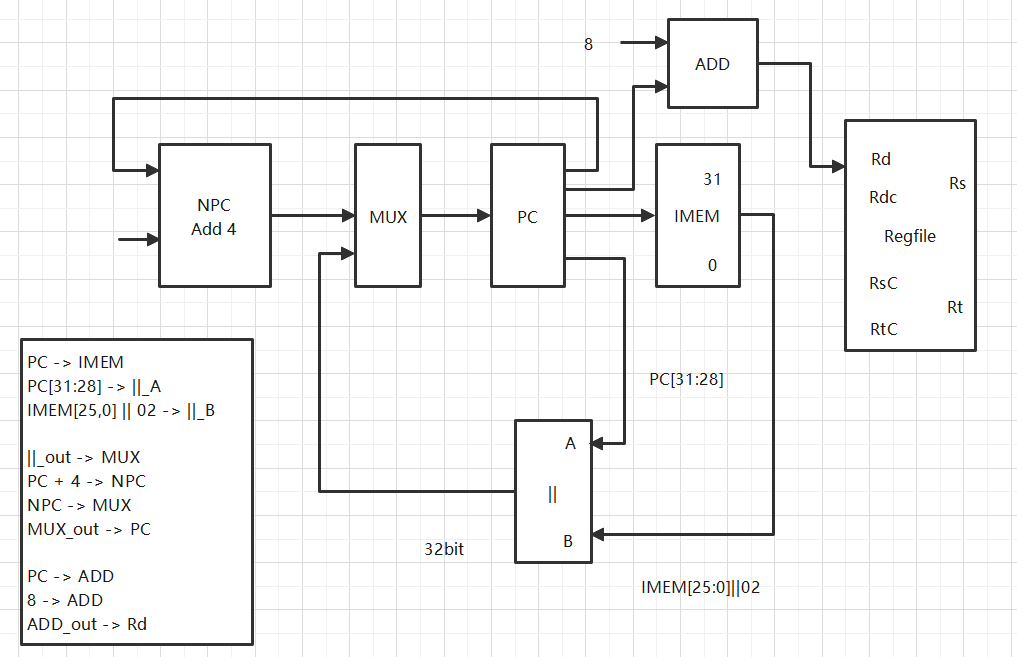 8
ADD
NPC
Add 4
MUX
PC
31
IMEM
0
Rd
Rs
Rdc
Regfile
RsC
Rt
RtC
PC -> IMEM
PC[31:28] -> ||_A
IMEM[25,0] || 02 -> ||_B
||_out -> MUX
PC + 4 -> NPC
NPC -> MUX
MUX_out -> PC
PC -> ADD
8 -> ADD
ADD_out -> Rd
PC[31:28]
A
||
B
32bit
IMEM[25:0]||02